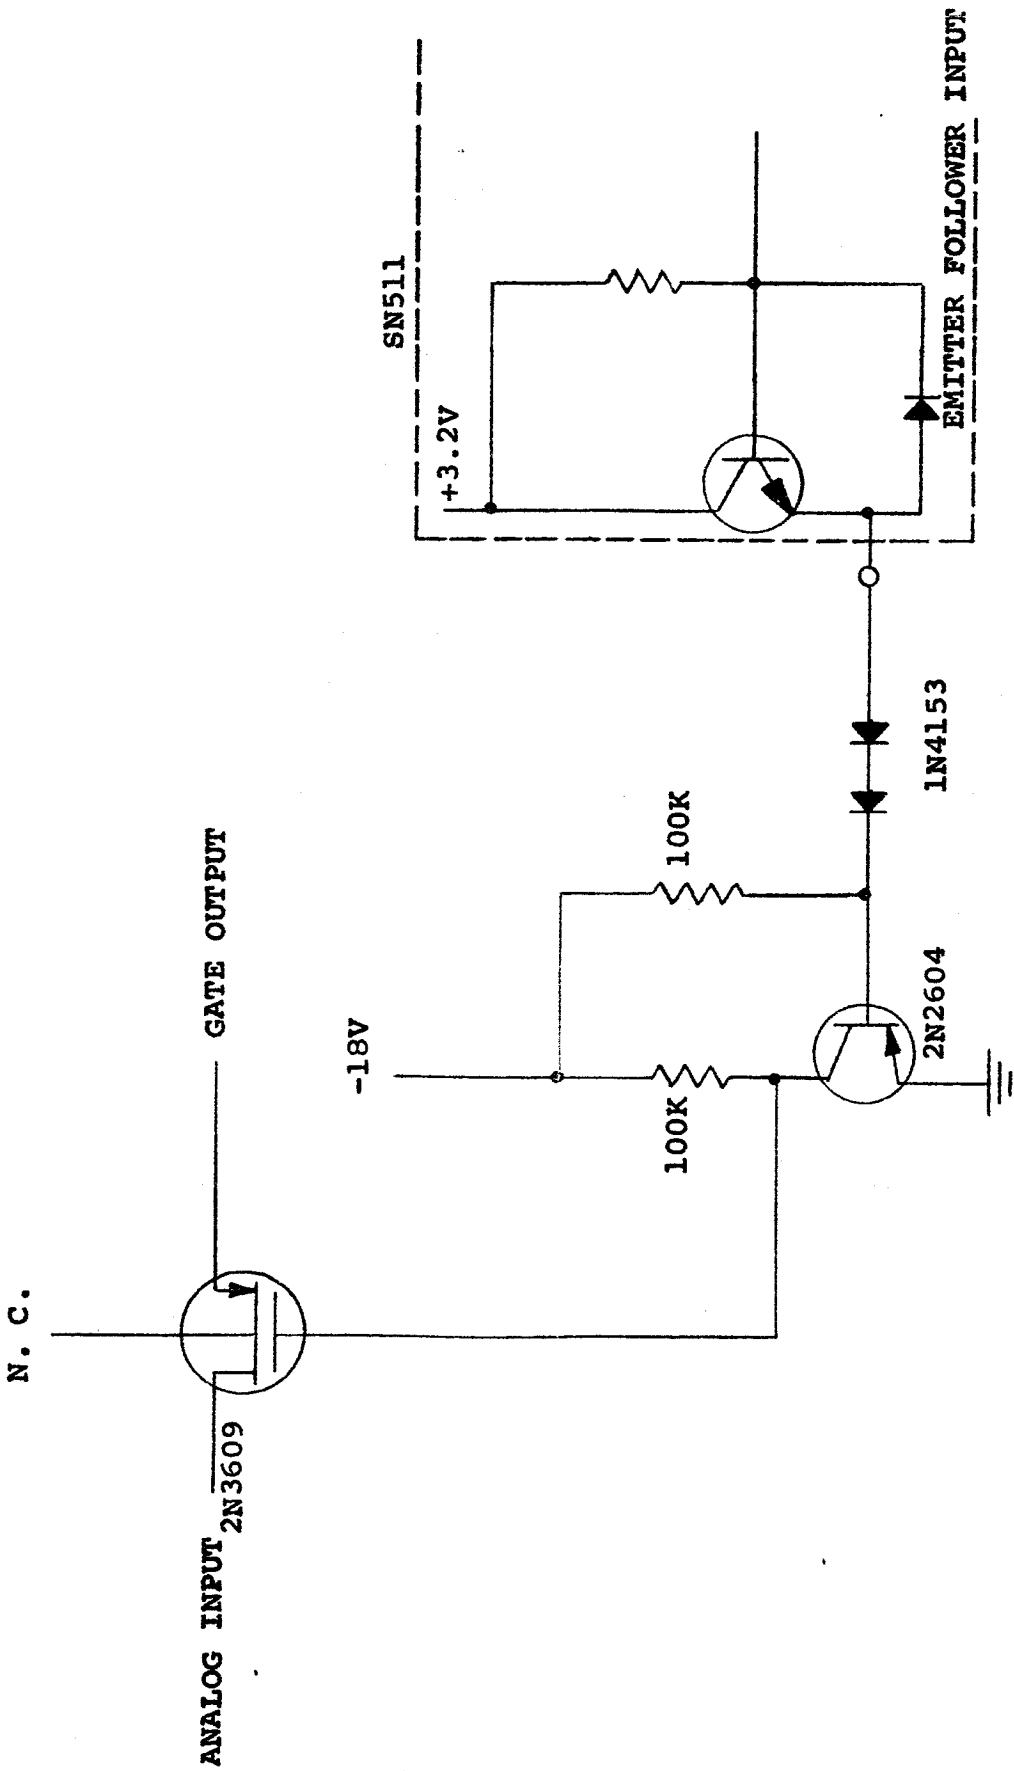 N. C.
ANALOG INPUT
2N3609
GATE OUTPUT
-18V
100K
100K
2N2604
1N4153
SN511
+3.2V
EMITTER FOLLOWER INPUT